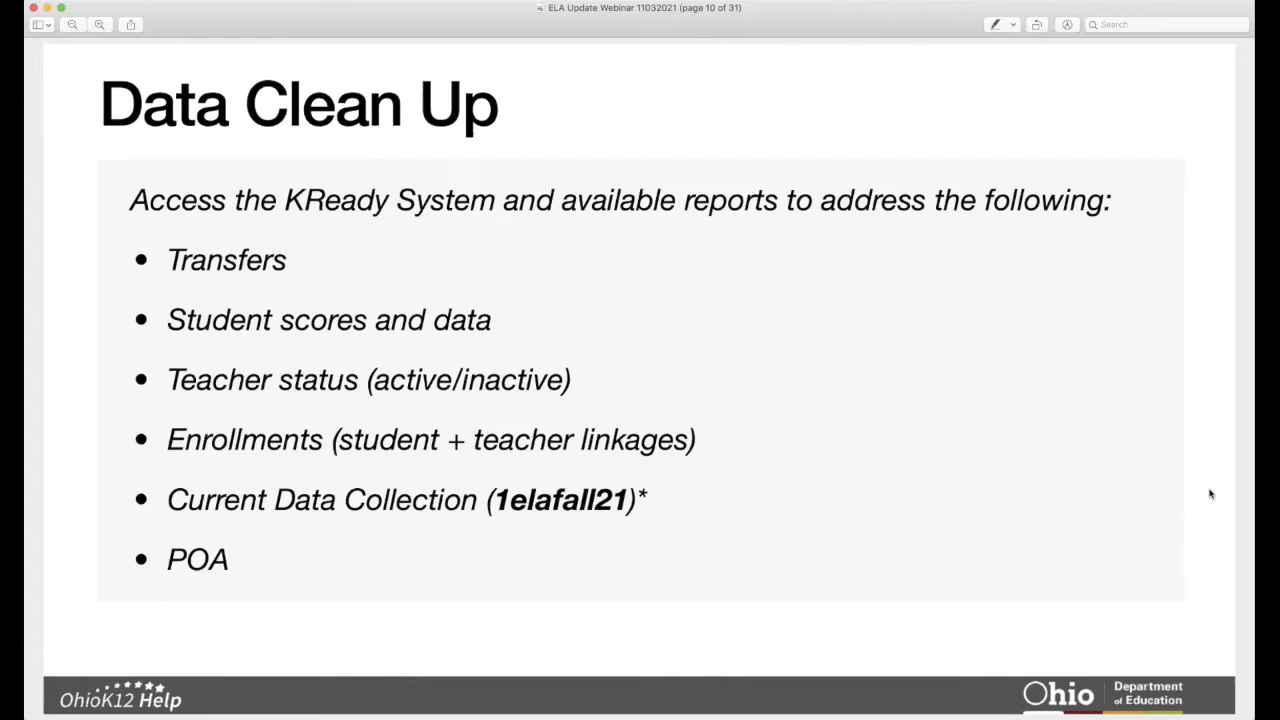 ELA Update Webinar 11032021 (page 10 of 31)
Search
Data Clean Up
Access the KReady System and available reports to address the following:
• Transfers
• Student scores and data
• Teacher status (active/inactive)
• Enrollments (student + teacher linkages)
• Current Data Collection (1elafall21)*
• POA
OhioK12 Help
Ohio
Department
of Education